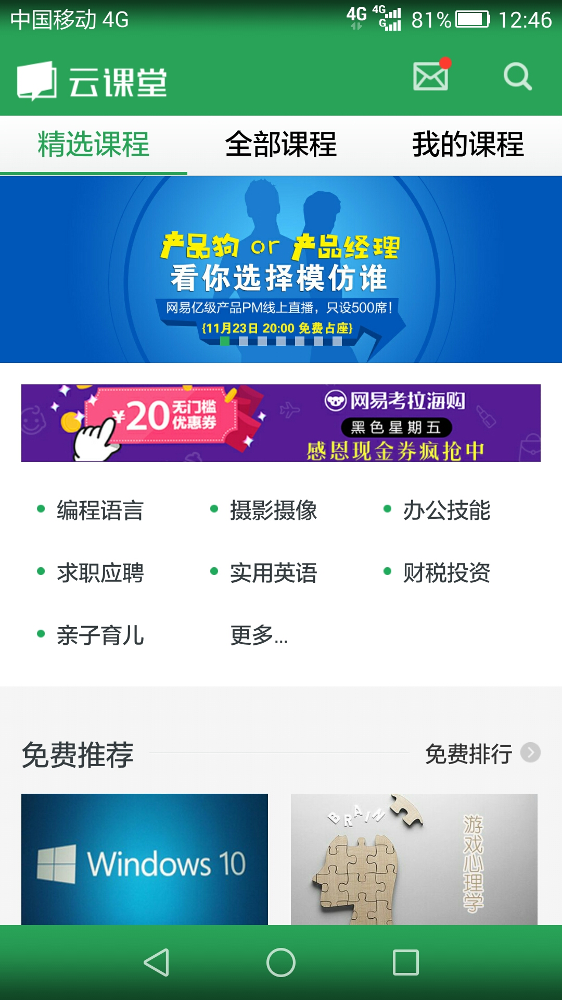 中国移动 4G
4G 4G G 81% 12:46
云课堂
精选课程 全部课程 我的课程
产品狗 or 产品经理
看你选择模仿谁
网易亿级产品PM线上直播，只设500席！
{11月23日 20:00 免费占座}
¥20 无门槛
优惠券
网易考拉海购
黑色星期五
感恩现金券疯抢中
编程语言 摄影摄像 办公技能
求职应聘 实用英语 财税投资
亲子育儿 更多...
免费推荐 免费排行
Windows 10
BRAIN
游戏心理学